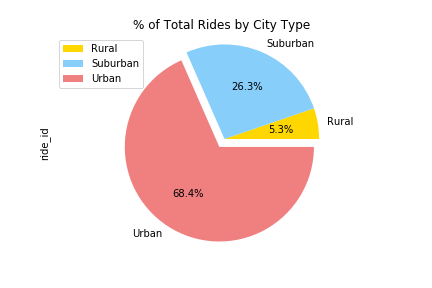 % of Total Rides by City Type
Rural
Suburban
Urban
Suburban
26.3%
Rural
5.3%
ride_id
68.4%
Urban